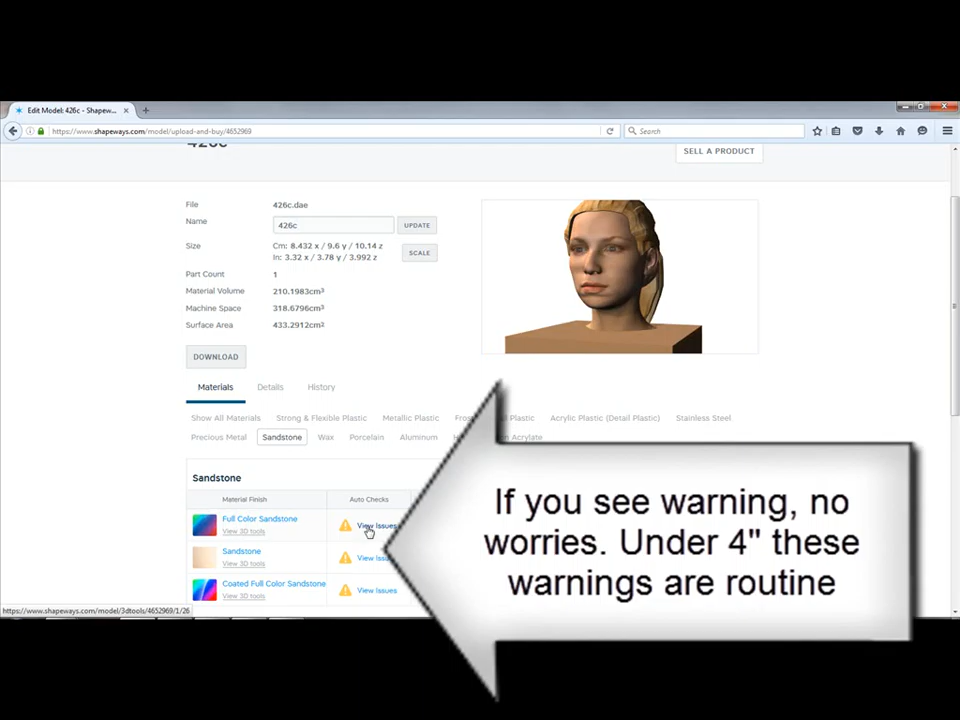 Edit Model: 426c - Shapew...
https://www.shapeways.com/model/upload-and-buy/4652969
Search
426c
SELL A PRODUCT
File 426c.dae
Name 426c UPDATE
Size Cm: 8.432 x / 9.6 y / 10.14 z
In: 3.32 x / 3.78 y / 3.992 z
SCALE
Part Count 1
Material Volume 210.1983cm³
Machine Space 318.6796cm³
Surface Area 433.2912cm²
DOWNLOAD
Materials Details History
Show All Materials Strong & Flexible Plastic Metallic Plastic Plastic Acrylic Plastic (Detail Plastic) Stainless Steel
Precious Metal Sandstone Wax Porcelain Aluminum Acrylate
Sandstone
Material Finish Auto Checks
Full Color Sandstone View Issues
View 3D tools
Sandstone View
View 3D tools
Coated Full Color Sandstone View Issues
View 3D tools
https://www.shapeways.com/model/3dtools/4652969/1/26
If you see warning, no
worries. Under 4" these
warnings are routine